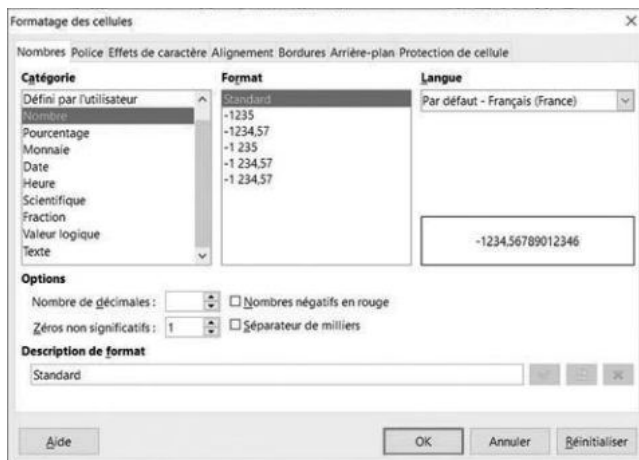 Formatage des cellules
Nombres Police Effets de caractère Alignement Bordures Arrière-plan Protection de cellule
Catégorie
Défini par l'utilisateur
Nombre
Pourcentage
Monnaie
Date
Heure
Scientifique
Fraction
Valeur logique
Texte
Format
Standard
-1235
-1234,57
-1 235
-1 234,57
-1 234,57
Langue
Par défaut - Français (France)
-1234,56789012346
Options
Nombre de décimales :
Nombres négatifs en rouge
Zéros non significatifs : 1
Séparateur de milliers
Description de format
Standard
Aide
OK
Annuler
Réinitialiser